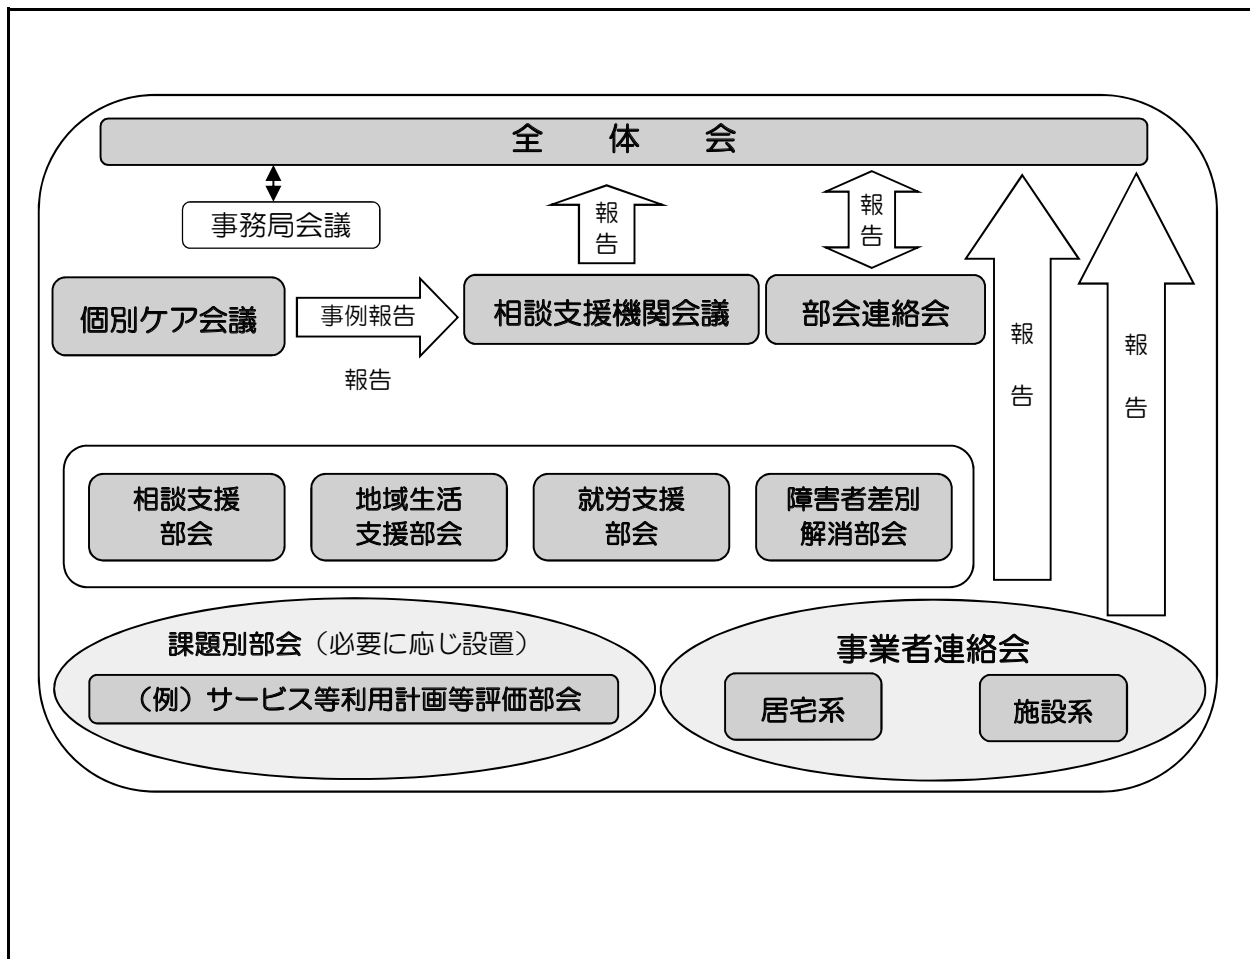 全　体　会
事務局会議
報
告
報
告
個別ケア会議
事例報告
相談支援機関会議
部会連絡会
報
告
報
告
報告
相談支援
部会
地域生活
支援部会
就労支援
部会
障害者差別
解消部会
課題別部会（必要に応じ設置）
（例）サービス等利用計画等評価部会
事業者連絡会
居宅系
施設系